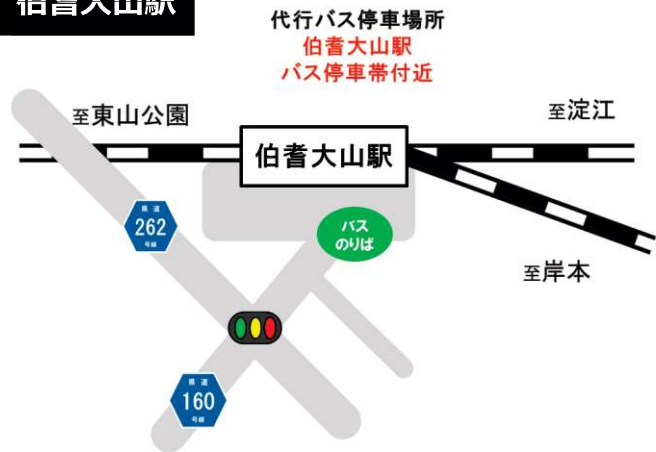 伯耆大山駅
代行バス停車場所
伯耆大山駅
バス停車帯付近
至東山公園
至淀江
伯耆大山駅
県道
262
号線
バス
のりば
至岸本
県道
160
号線